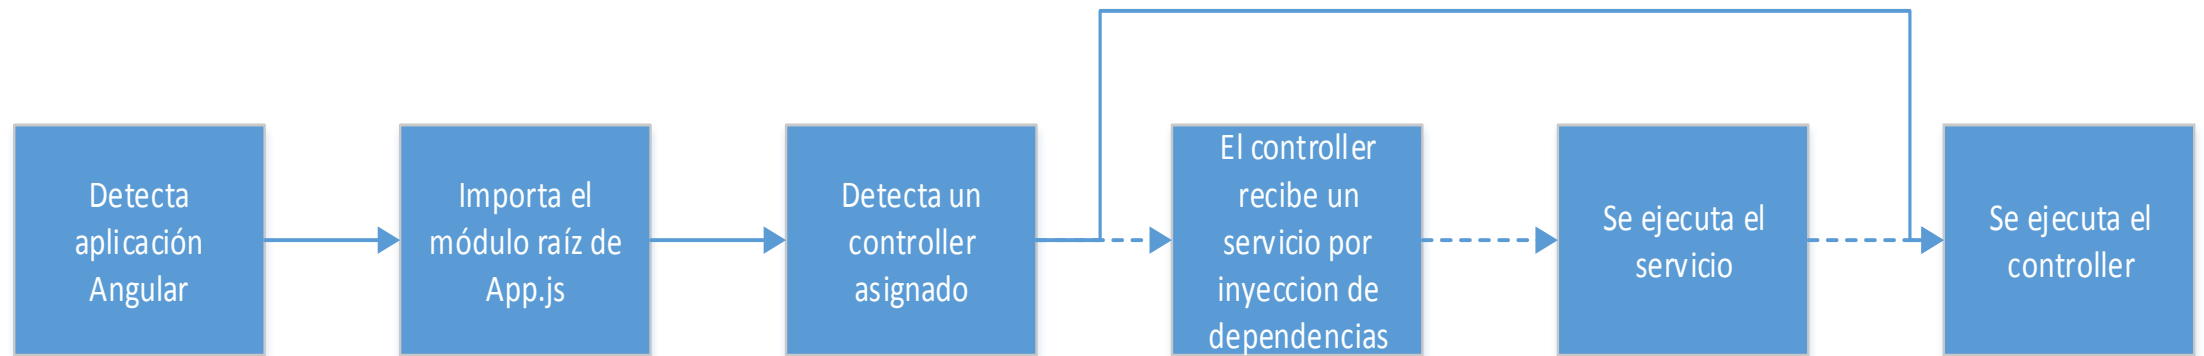 Detecta
aplicación
Angular
Importa el
módulo raíz de
App.js
Detecta un
controller
asignado
El controller
recibe un
servicio por
inyeccion de
dependencias
Se ejecuta el
servicio
Se ejecuta el
controller